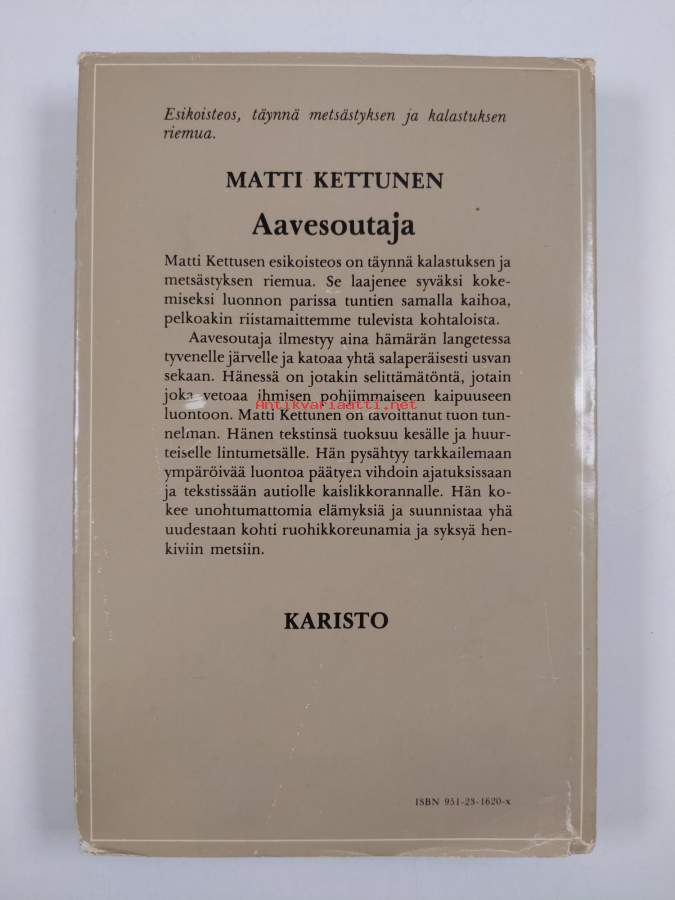 Esikoisteos, täynnä metsästyksen ja kalastuksen
riemua.
MATTI KETTUNEN
Aavesoutaja
Matti Kettusen esikoisteos on täynnä kalastuksen ja
metsästyksen riemua. Se laajenee syväksi koke-
miseksi luonnon parissa tuntien samalla kaihoa,
pelkoakin riistamaittemme tulevista kohtaloista.
Aavesoutaja ilmestyy aina hämärän langetessa
tyvenelle järvelle ja katoaa yhtä salaperäisesti usvan
sekaan. Hänessä on jotakin selittämätöntä, jotain
joka vetoaa ihmisen pohjimmaiseen kaipuuseen
Antikvariaatti.net
luontoon. Matti Kettunen on tavoittanut tuon tun-
nelman. Hänen tekstinsä tuoksuu kesälle ja huur-
teiselle lintumetsälle. Hän pysähtyy tarkkailemaan
ympäröivää luontoa päätyen vihdoin ajatuksissaan
ja tekstissään autiolle kaislikkorannalle. Hän ko-
kee unohtumattomia elämyksiä ja suunnistaa yhä
uudestaan kohti ruohikkoreunamia ja syksyä hen-
kiviin metsiin.
KARISTO
ISBN 951-23-1620-x